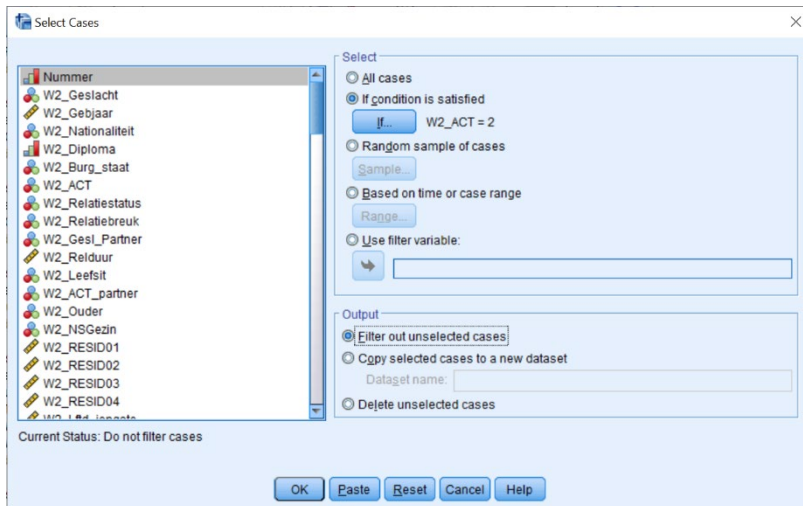 Select Cases
Nummer
W2_Geslacht
W2_Gebjaar
W2_Nationaliteit
W2_Diploma
W2_Burg_staat
W2_ACT
W2_Relatiestatus
W2_Relatiebreuk
W2_Gesl_Partner
W2_Relduur
W2_Leefsit
W2_ACT_partner
W2_Ouder
W2_NSGezin
W2_RESID01
W2_RESID02
W2_RESID03
W2_RESID04
Current Status: Do not filter cases
Select
All cases
If condition is satisfied
If... W2_ACT = 2
Random sample of cases
Sample...
Based on time or case range
Range...
Use filter variable:
Output
Filter out unselected cases
Copy selected cases to a new dataset
Dataset name:
Delete unselected cases
OK Paste Reset Cancel Help